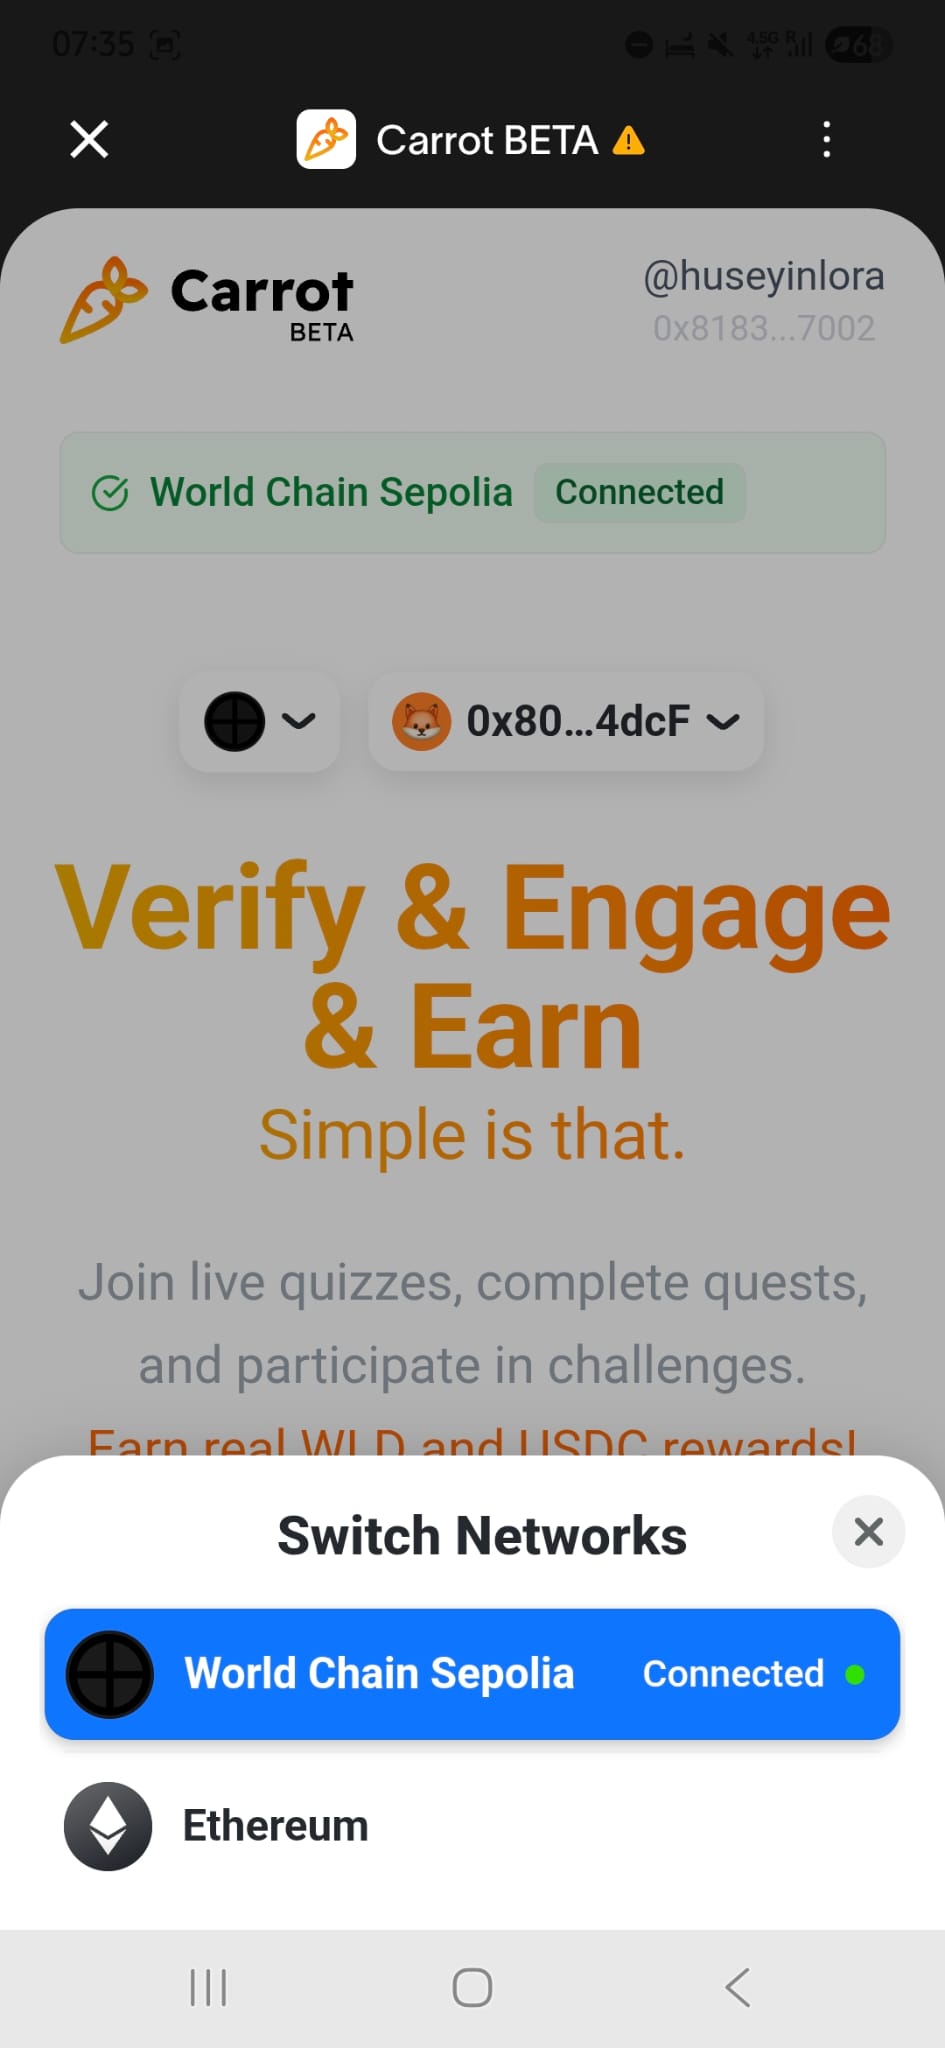 07:35
4.5G R
68
Carrot BETA
Carrot
BETA
@huseyinlora
0x8183...7002
World Chain Sepolia Connected
0x80...4dcF
Verify & Engage
& Earn
Simple is that.
Join live quizzes, complete quests,
and participate in challenges.
Earn real WLD and USDC rewards!
Switch Networks
World Chain Sepolia Connected
Ethereum